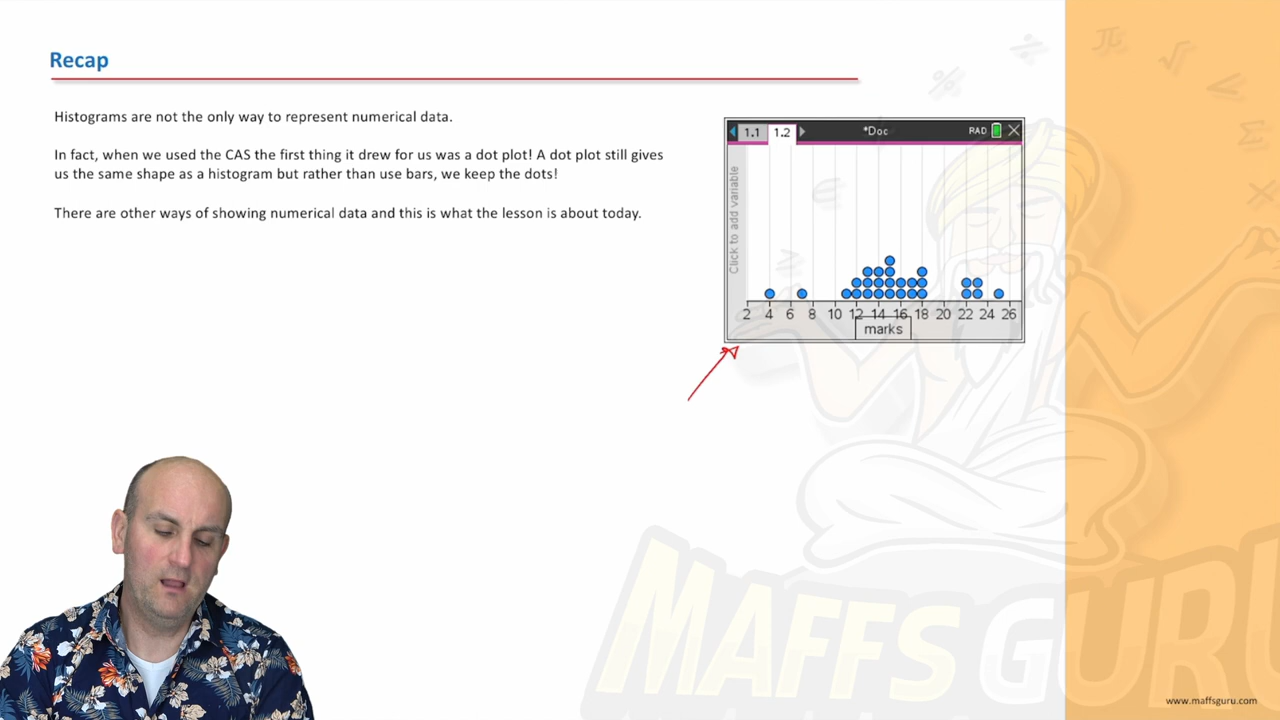 Recap
Histograms are not the only way to represent numerical data.
In fact, when we used the CAS the first thing it drew for us was a dot plot! A dot plot still gives
us the same shape as a histogram but rather than use bars, we keep the dots!
There are other ways of showing numerical data and this is what the lesson is about today.
1.1 1.2 *Doc RAD
Click to add variable
2 4 6 8 10 12 14 16 18 20 22 24 26
marks
MAFFS GURU
www.maffsguru.com